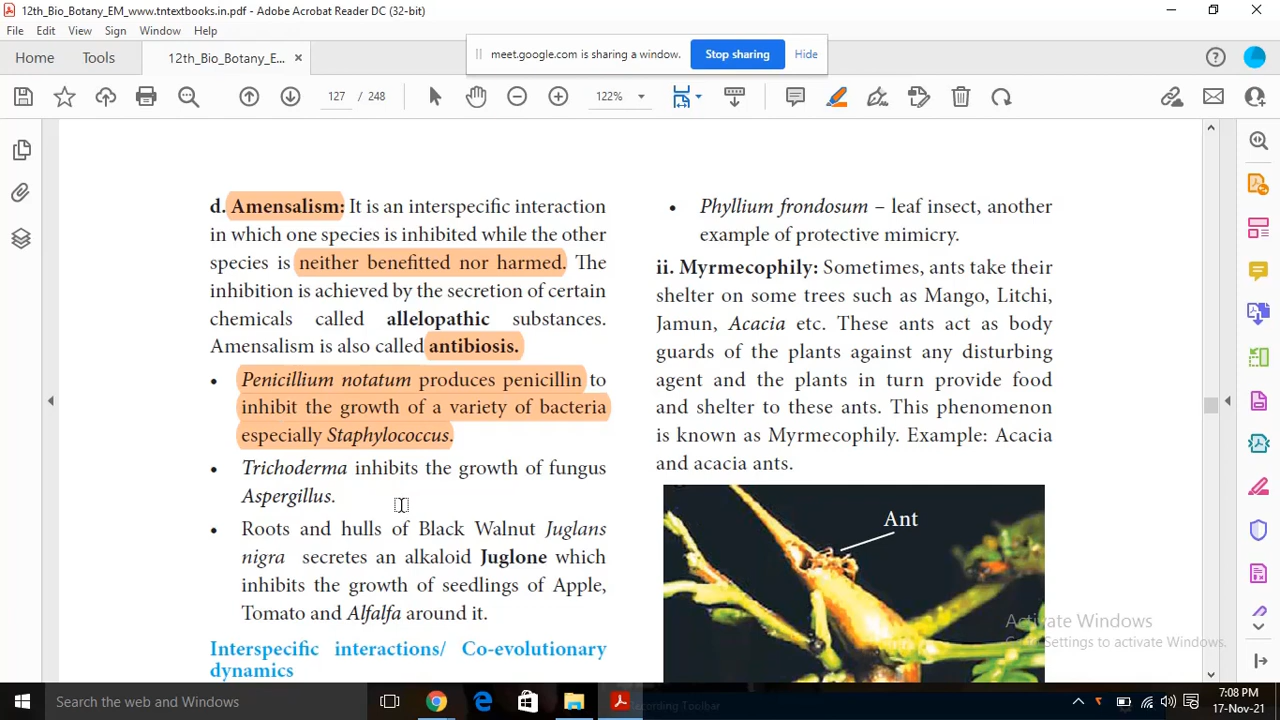 12th_Bio_Botany_EM_www.tntextbooks.in.pdf - Adobe Acrobat Reader DC (32-bit)
File Edit View Sign Window Help
Home Tools 12th_Bio_Botany_E... ×
meet.google.com is sharing a window. Stop sharing Hide
127 / 248 122%
d. Amensalism: It is an interspecific interaction
in which one species is inhibited while the other
species is neither benefitted nor harmed. The
inhibition is achieved by the secretion of certain
chemicals called allelopathic substances.
Amensalism is also called antibiosis.
• Penicillium notatum produces penicillin to
inhibit the growth of a variety of bacteria
especially Staphylococcus.
• Trichoderma inhibits the growth of fungus
Aspergillus.
• Roots and hulls of Black Walnut Juglans
nigra secretes an alkaloid Juglone which
inhibits the growth of seedlings of Apple,
Tomato and Alfalfa around it.
Interspecific interactions/ Co-evolutionary
dynamics
• Phyllium frondosum – leaf insect, another
example of protective mimicry.
ii. Myrmecophily: Sometimes, ants take their
shelter on some trees such as Mango, Litchi,
Jamun, Acacia etc. These ants act as body
guards of the plants against any disturbing
agent and the plants in turn provide food
and shelter to these ants. This phenomenon
is known as Myrmecophily. Example: Acacia
and acacia ants.
Ant
Activate Windows
Go to Settings to activate Windows.
Search the web and Windows
Recording Toolbar
7:08 PM
17-Nov-21